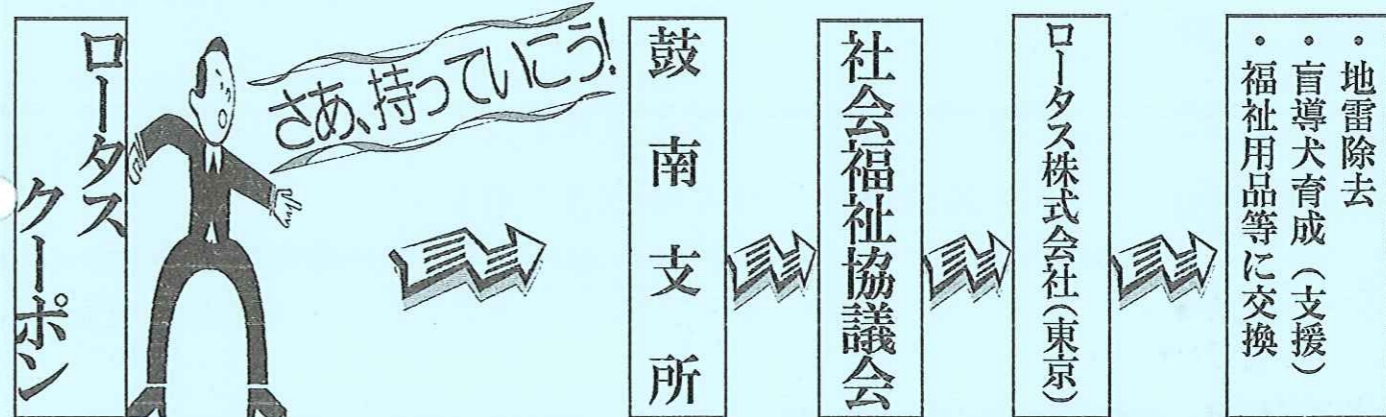 ロータス
クーポン
さあ、持っていこう!
鼓南支所
社会福祉協議会
ロータス株式会社(東京)
・地雷除去
・盲導犬育成(支援)
・福祉用品等に交換